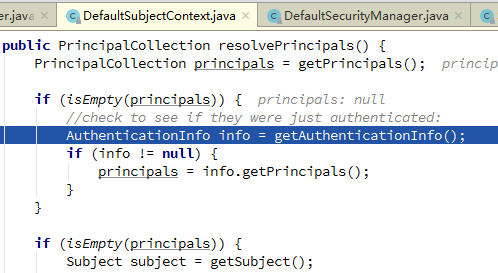 er.java × DefaultSubjectContext.java × DefaultSecurityManager.java ×
public PrincipalCollection resolvePrincipals() {
PrincipalCollection principals = getPrincipals(); princip
if (isEmpty(principals)) { principals: null
//check to see if they were just authenticated:
AuthenticationInfo info = getAuthenticationInfo();
if (info != null) {
principals = info.getPrincipals();
}
}
if (isEmpty(principals)) {
Subject subject = getSubject();